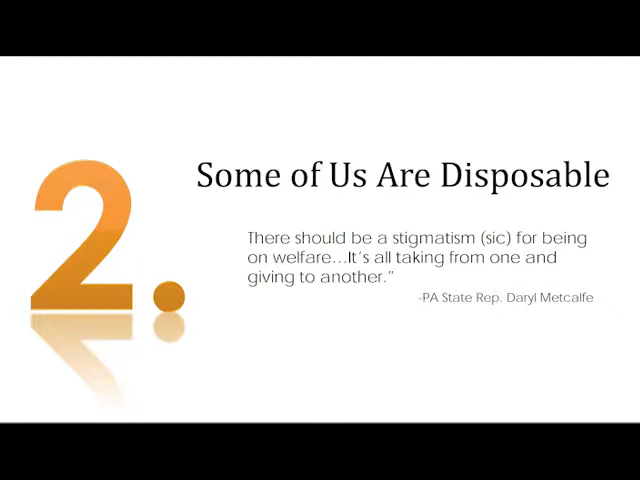 2.
Some of Us Are Disposable
There should be a stigmatism (sic) for being
on welfare…It's all taking from one and
giving to another.”
-PA State Rep. Daryl Metcalfe